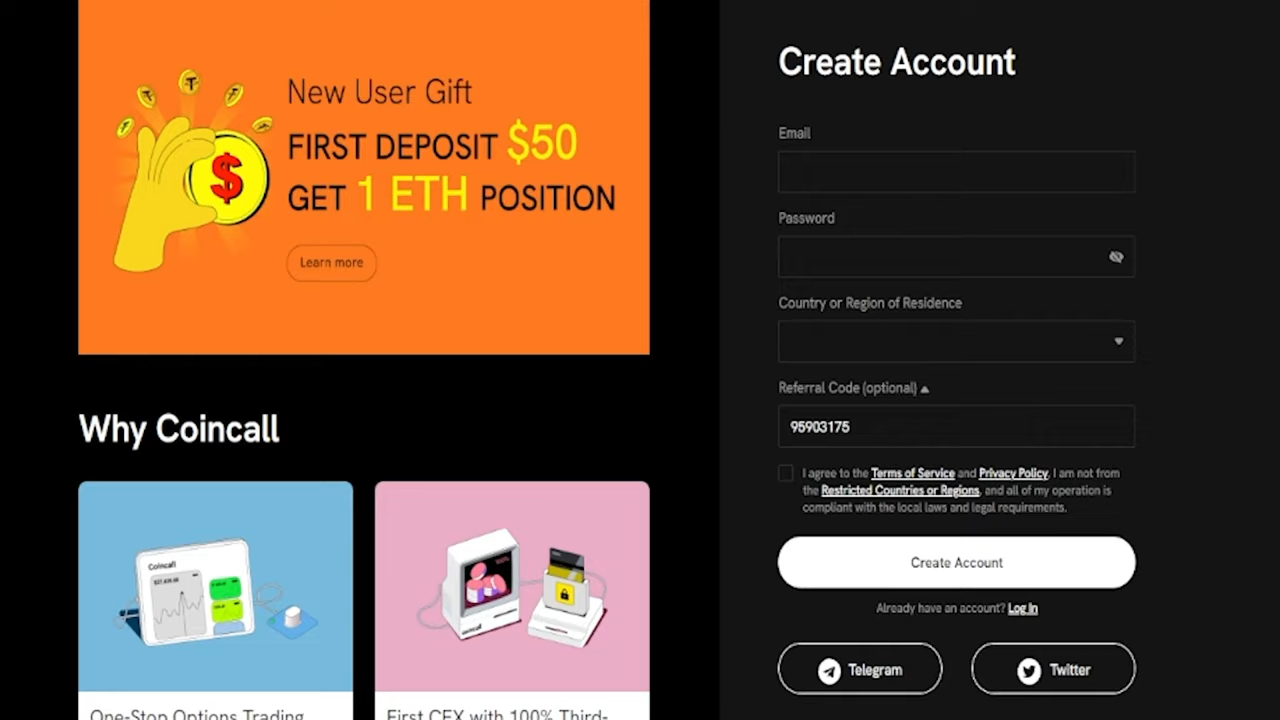 New User Gift
FIRST DEPOSIT $50
GET 1 ETH POSITION
Learn more
Why Coincall
Coincall
One-Stop Options Trading
First CEX with 100% Third-
Create Account
Email
Password
Country or Region of Residence
Referral Code (optional)
95903175
I agree to the Terms of Service and Privacy Policy, I am not from
the Restricted Countries or Regions, and all of my operation is
compliant with the local laws and legal requirements.
Create Account
Already have an account? Log In
Telegram
Twitter